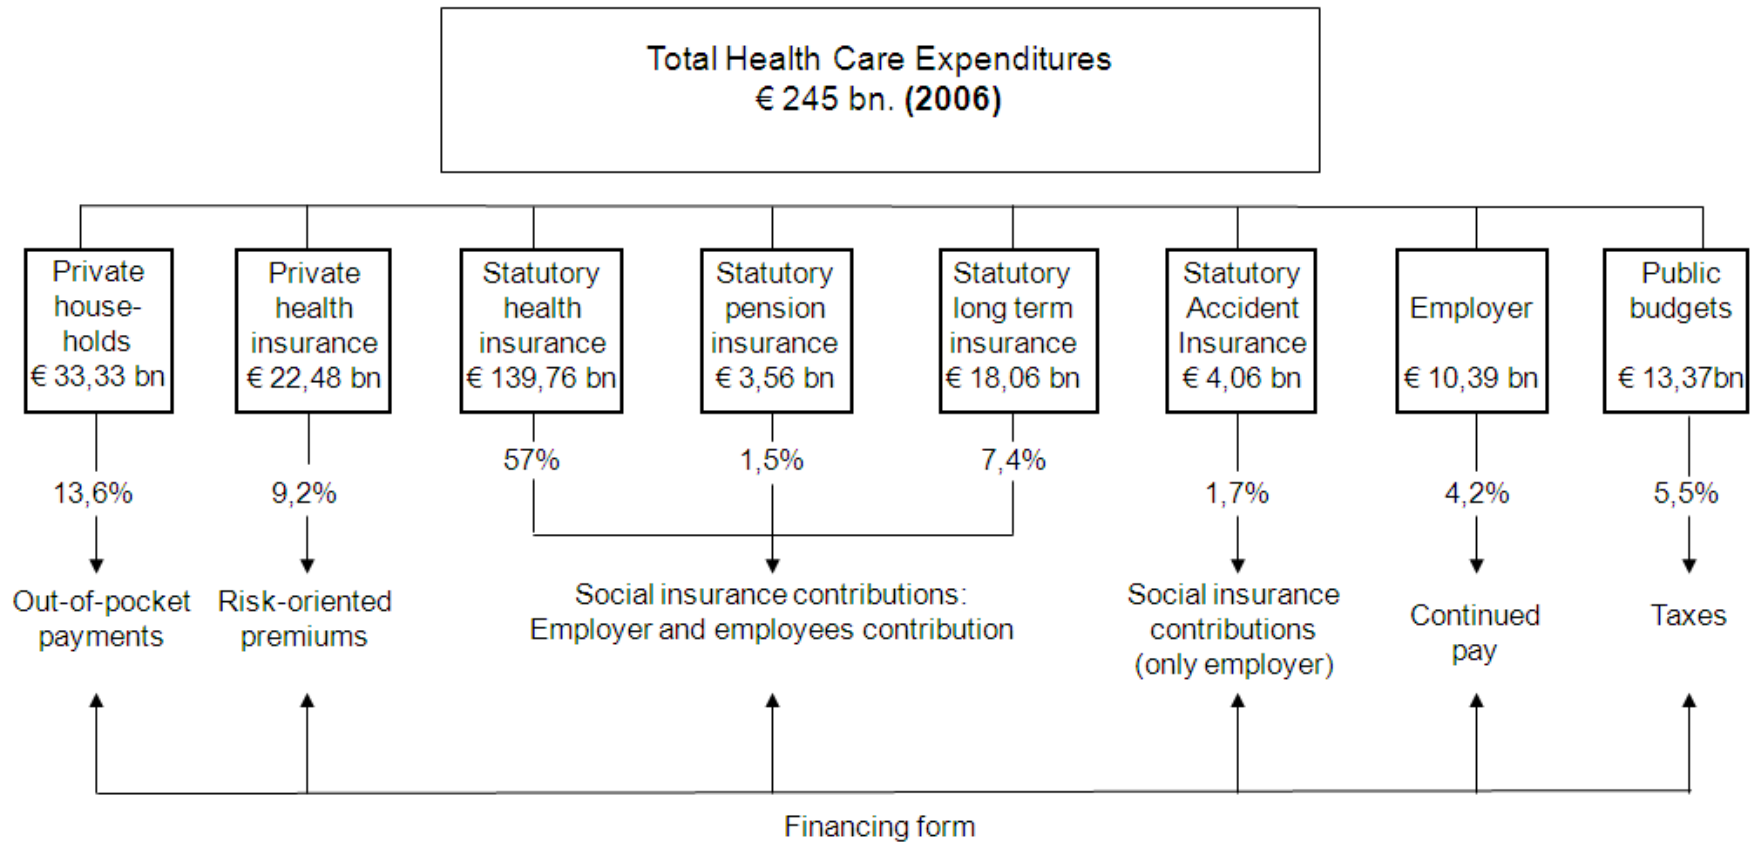 Total Health Care Expenditures
€ 245 bn. (2006)
Private
house-
holds
€ 33,33 bn
Private
health
insurance
€ 22,48 bn
Statutory
health
insurance
€ 139,76 bn
Statutory
pension
insurance
€ 3,56 bn
Statutory
long term
insurance
€ 18,06 bn
Statutory
Accident
Insurance
€ 4,06 bn
Employer
€ 10,39 bn
Public
budgets
€ 13,37bn
13,6%
9,2%
57%
1,5%
7,4%
1,7%
4,2%
5,5%
Out-of-pocket
payments
Risk-oriented
premiums
Social insurance contributions:
Employer and employees contribution
Social insurance
contributions
(only employer)
Continued
pay
Taxes
Financing form